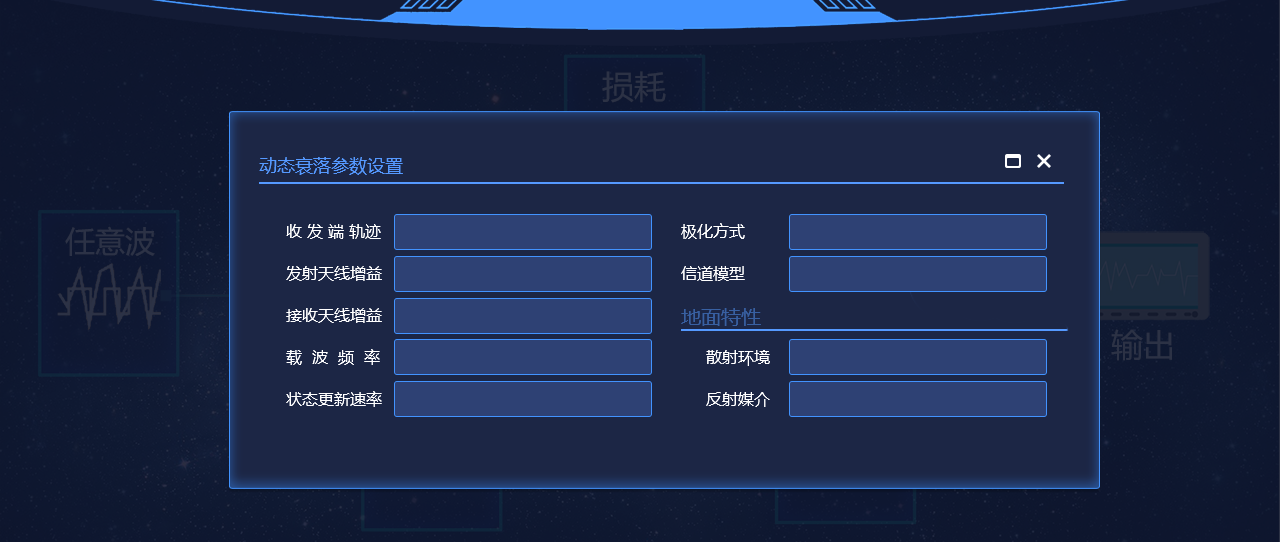 损耗
动态衰落参数设置
任意波
收发端轨迹
极化方式
发射天线增益
信道模型
接收天线增益
地面特性
载波频率
散射环境
状态更新速率
反射媒介
输出